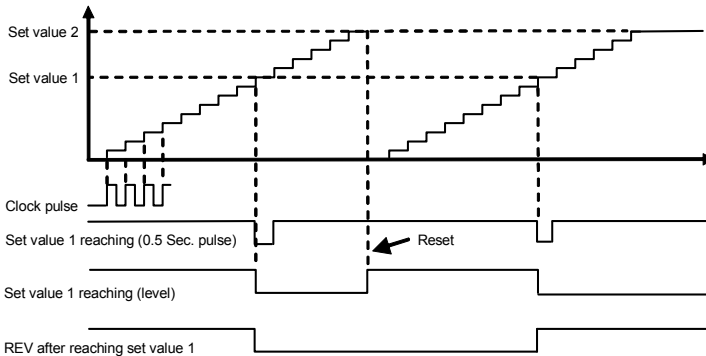 Set value 2
Set value 1
Clock pulse
Set value 1 reaching (0.5 Sec. pulse)
Reset
Set value 1 reaching (level)
REV after reaching set value 1